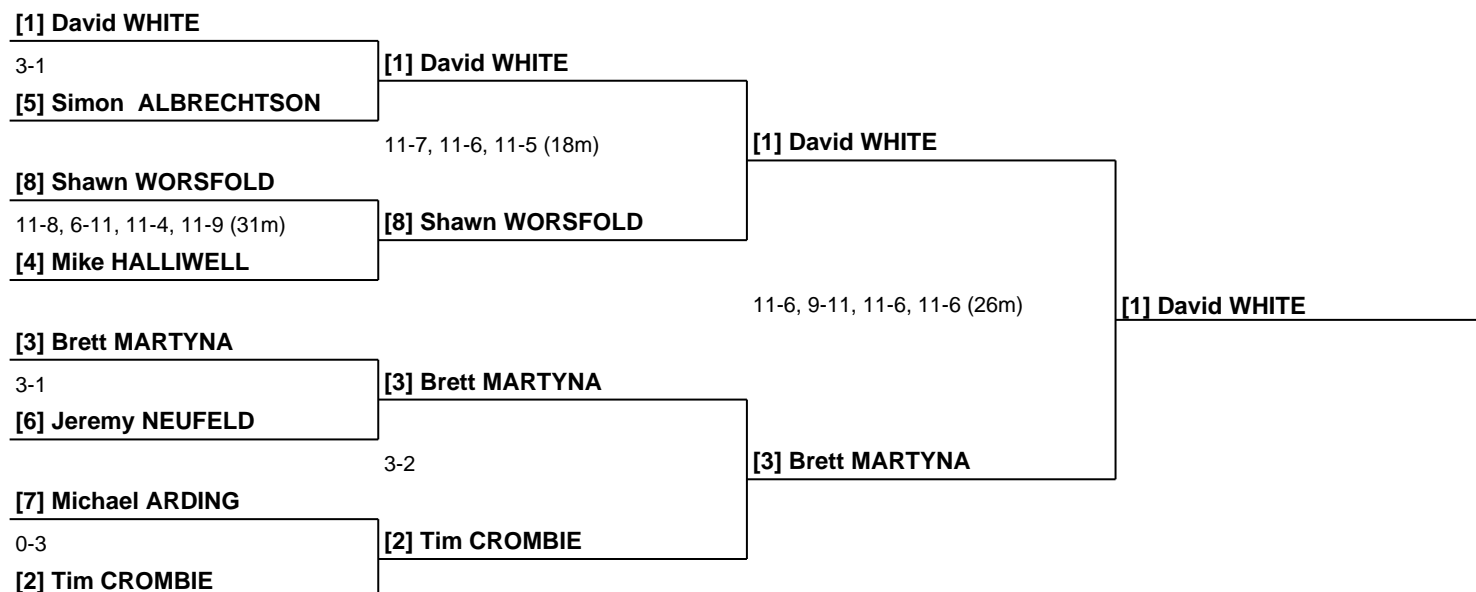 [1] David WHITE
3-1
[1] David WHITE
[5] Simon ALBRECHTSON
11-7, 11-6, 11-5 (18m)
[1] David WHITE
[8] Shawn WORSFOLD
11-8, 6-11, 11-4, 11-9 (31m)
[8] Shawn WORSFOLD
[4] Mike HALLIWELL
11-6, 9-11, 11-6, 11-6 (26m)
[1] David WHITE
[3] Brett MARTYNA
3-1
[3] Brett MARTYNA
[6] Jeremy NEUFELD
3-2
[3] Brett MARTYNA
[7] Michael ARDING
0-3
[2] Tim CROMBIE
[2] Tim CROMBIE